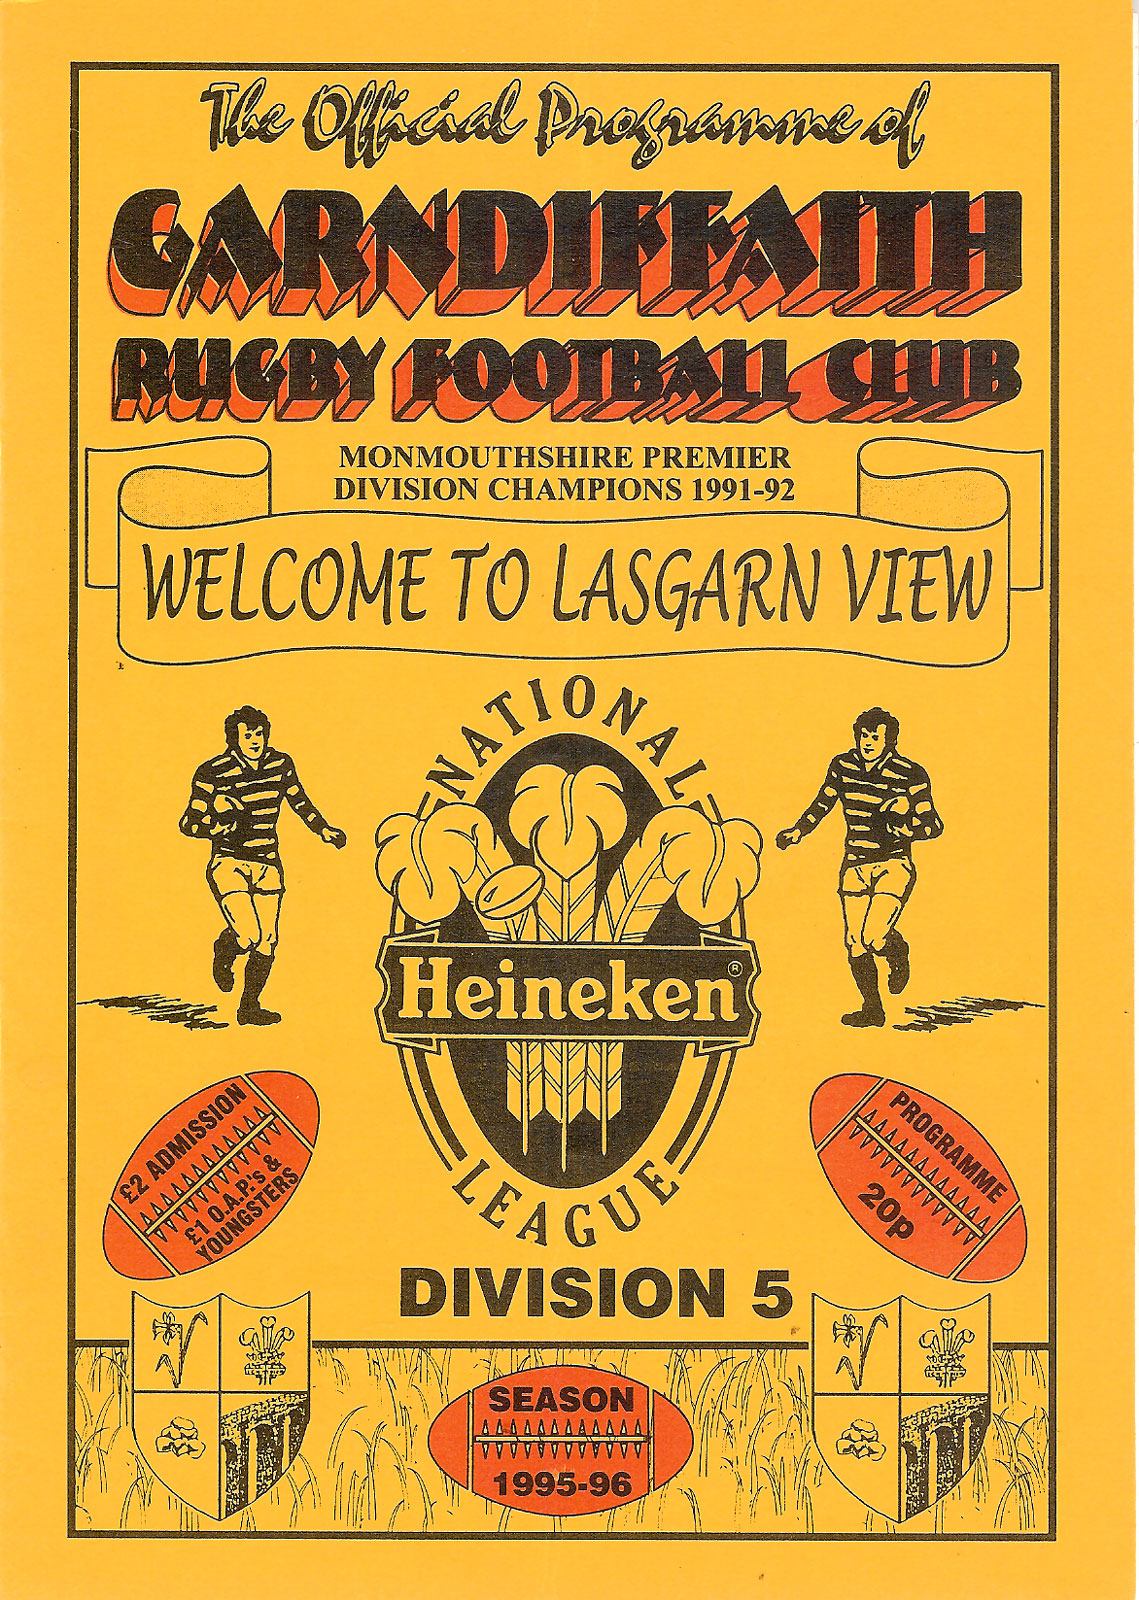 The Official Programme of
GARNDIFFAITH
RUGBY FOOTBALL CLUB
MONMOUTHSHIRE PREMIER
DIVISION CHAMPIONS 1991-92
WELCOME TO LASGARN VIEW
NATIONAL
Heineken®
LEAGUE
£2 ADMISSION
£1 O.A.P.'s &
YOUNGSTERS
PROGRAMME
20p
DIVISION 5
SEASON
1995-96